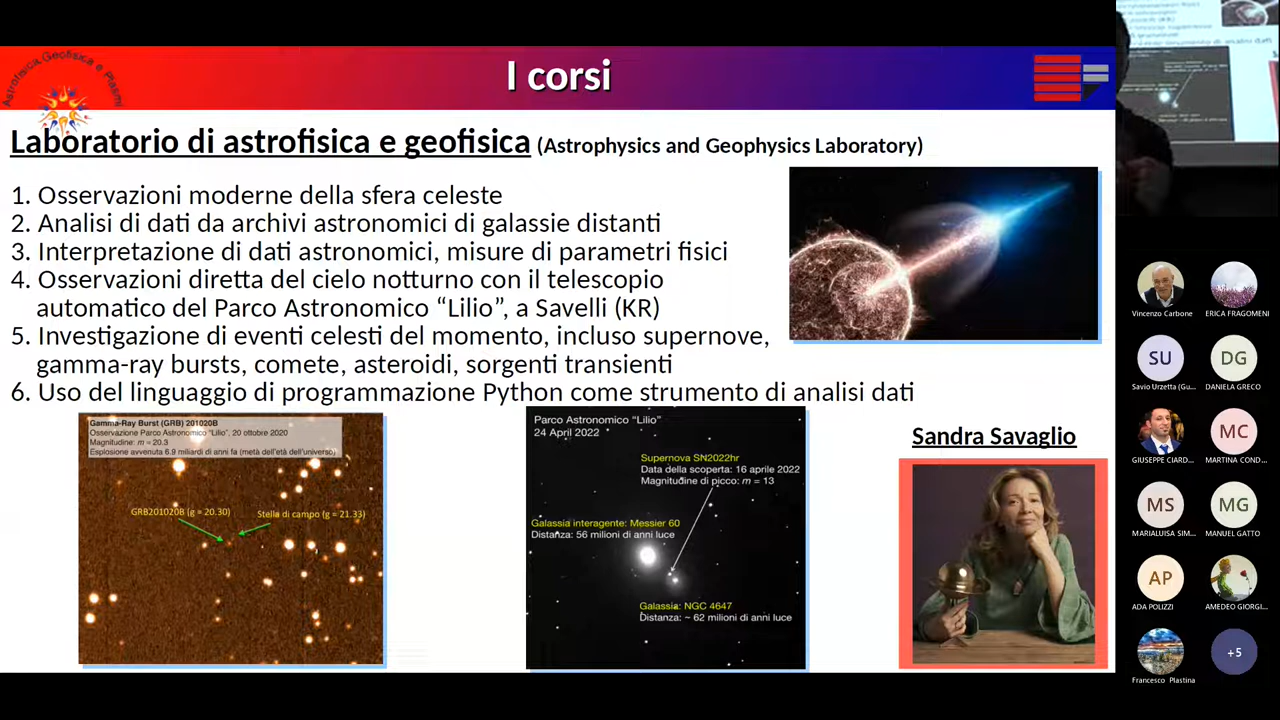 Astrofisica Geofisica e Plasmi
I corsi
Laboratorio di astrofisica e geofisica (Astrophysics and Geophysics Laboratory)
1. Osservazioni moderne della sfera celeste
2. Analisi di dati da archivi astronomici di galassie distanti
3. Interpretazione di dati astronomici, misure di parametri fisici
4. Osservazioni diretta del cielo notturno con il telescopio
automatico del Parco Astronomico “Lilio”, a Savelli (KR)
5. Investigazione di eventi celesti del momento, incluso supernove,
gamma-ray bursts, comete, asteroidi, sorgenti transienti
6. Uso del linguaggio di programmazione Python come strumento di analisi dati
Gamma-Ray Burst (GRB) 201020B
Osservazione Parco Astronomico “Lilio”, 20 ottobre 2020
Magnitudine: m = 20.3
Esplosione avvenuta 6.9 miliardi di anni fa (metà dell'età dell'universo)
GRB201020B (g = 20.30)
Stella di campo (g = 21.33)
Parco Astronomico “Lilio”
24 April 2022
Supernova SN2022hr
Data della scoperta: 16 aprile 2022
Magnitudine di picco: m = 13
Galassia interagente: Messier 60
Distanza: 56 milioni di anni luce
Galassia: NGC 4647
Distanza: ~ 62 milioni di anni luce
Sandra Savaglio
Vincenzo Carbone
ERICA FRAGOMENI
SU
DG
Savio Urzetta (Gu...
DANIELA GRECO
MC
GIUSEPPE CIARD...
MARTINA COND...
MS
MG
MARIALUISA SIM...
MANUEL GATTO
AP
ADA POLIZZI
AMEDEO GIORGI...
+5
Francesco Plastina